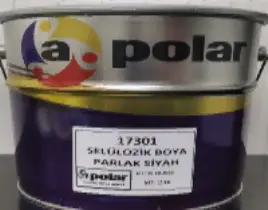 a polar
17301
SELÜLOZİK BOYA
PARLAK SİYAH
polar